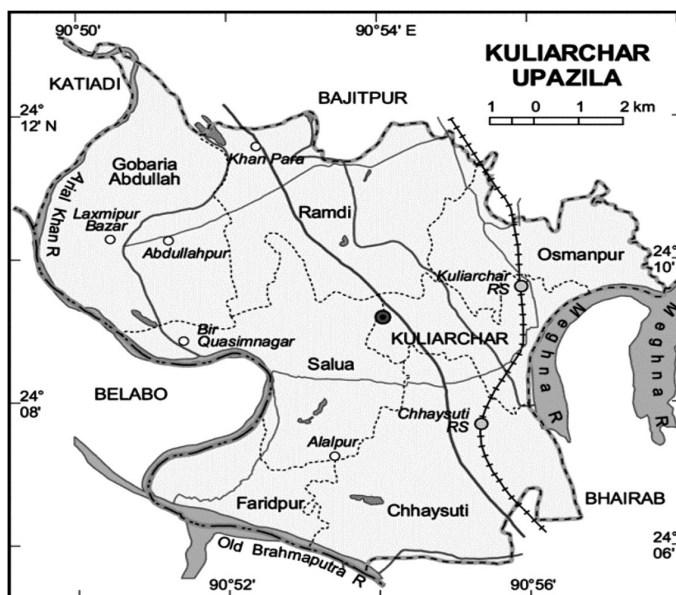 90°50'
90°54' E
KULIARCHAR
UPAZILA
1 0 1 2 km
KATIADI
BAJITPUR
24°
12' N
Khan Para
Gobaria
Abdullah
Arial Khan R
Laxmipur
Bazar
Abdullahpur
Ramdi
Osmanpur
24°
10'
Kuliarchar
RS
Meghna R
Meghna R
Bir
Quasimnagar
KULIARCHAR
Salua
BELABO
24°
08'
Chhaysuti
RS
Alalpur
Faridpur
Chhaysuti
BHAIRAB
Old Brahmaputra R
24°
06'
90°52'
90°56'